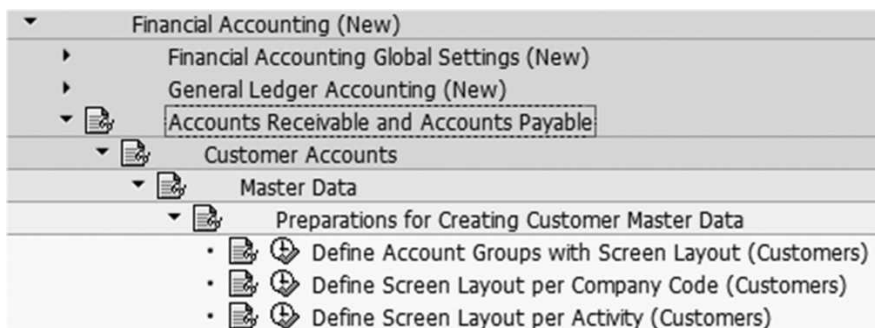 Financial Accounting (New)
Financial Accounting Global Settings (New)
General Ledger Accounting (New)
Accounts Receivable and Accounts Payable
Customer Accounts
Master Data
Preparations for Creating Customer Master Data
Define Account Groups with Screen Layout (Customers)
Define Screen Layout per Company Code (Customers)
Define Screen Layout per Activity (Customers)